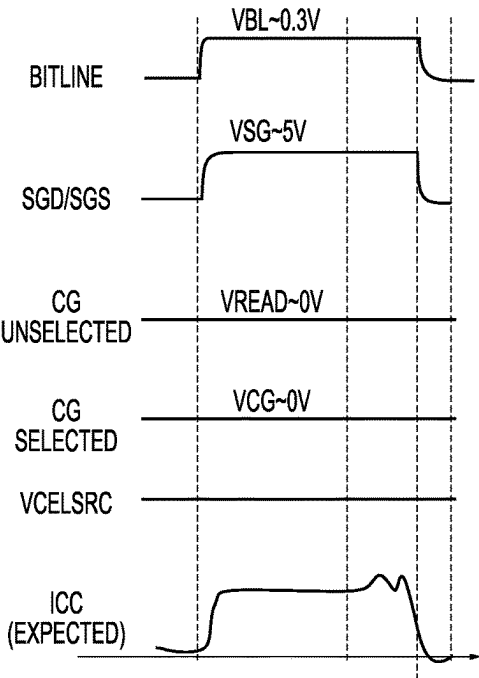 VBL~0.3V
BITLINE
VSG~5V
SGD/SGS
CG
UNSELECTED
VREAD~0V
CG
SELECTED
VCG~0V
VCELSRC
ICC
(EXPECTED)